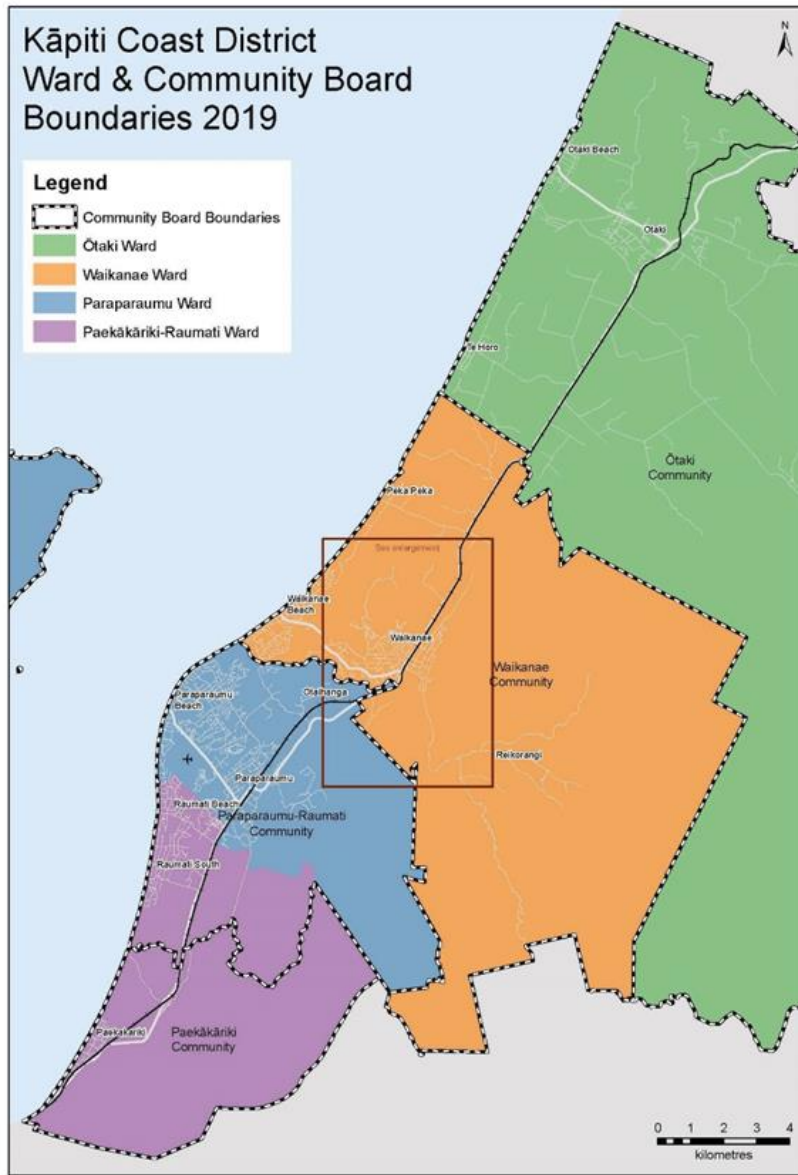 Kāpiti Coast District
Ward & Community Board
Boundaries 2019
N
Legend
Community Board Boundaries
Ōtaki Ward
Waikanae Ward
Paraparaumu Ward
Paekākāriki-Raumati Ward
Otaki Beach
Otaki
Te Horo
Ōtaki
Community
Peka Peka
See enlargement
Waikanae
Beach
Waikanae
Waikanae
Community
Otaihanga
Paraparaumu
Beach
Reikorangi
Paraparaumu
Raumati Beach
Paraparaumu-Raumati
Community
Raumati South
Paekakariki
Paekākāriki
Community
0 1 2 3 4
kilometres